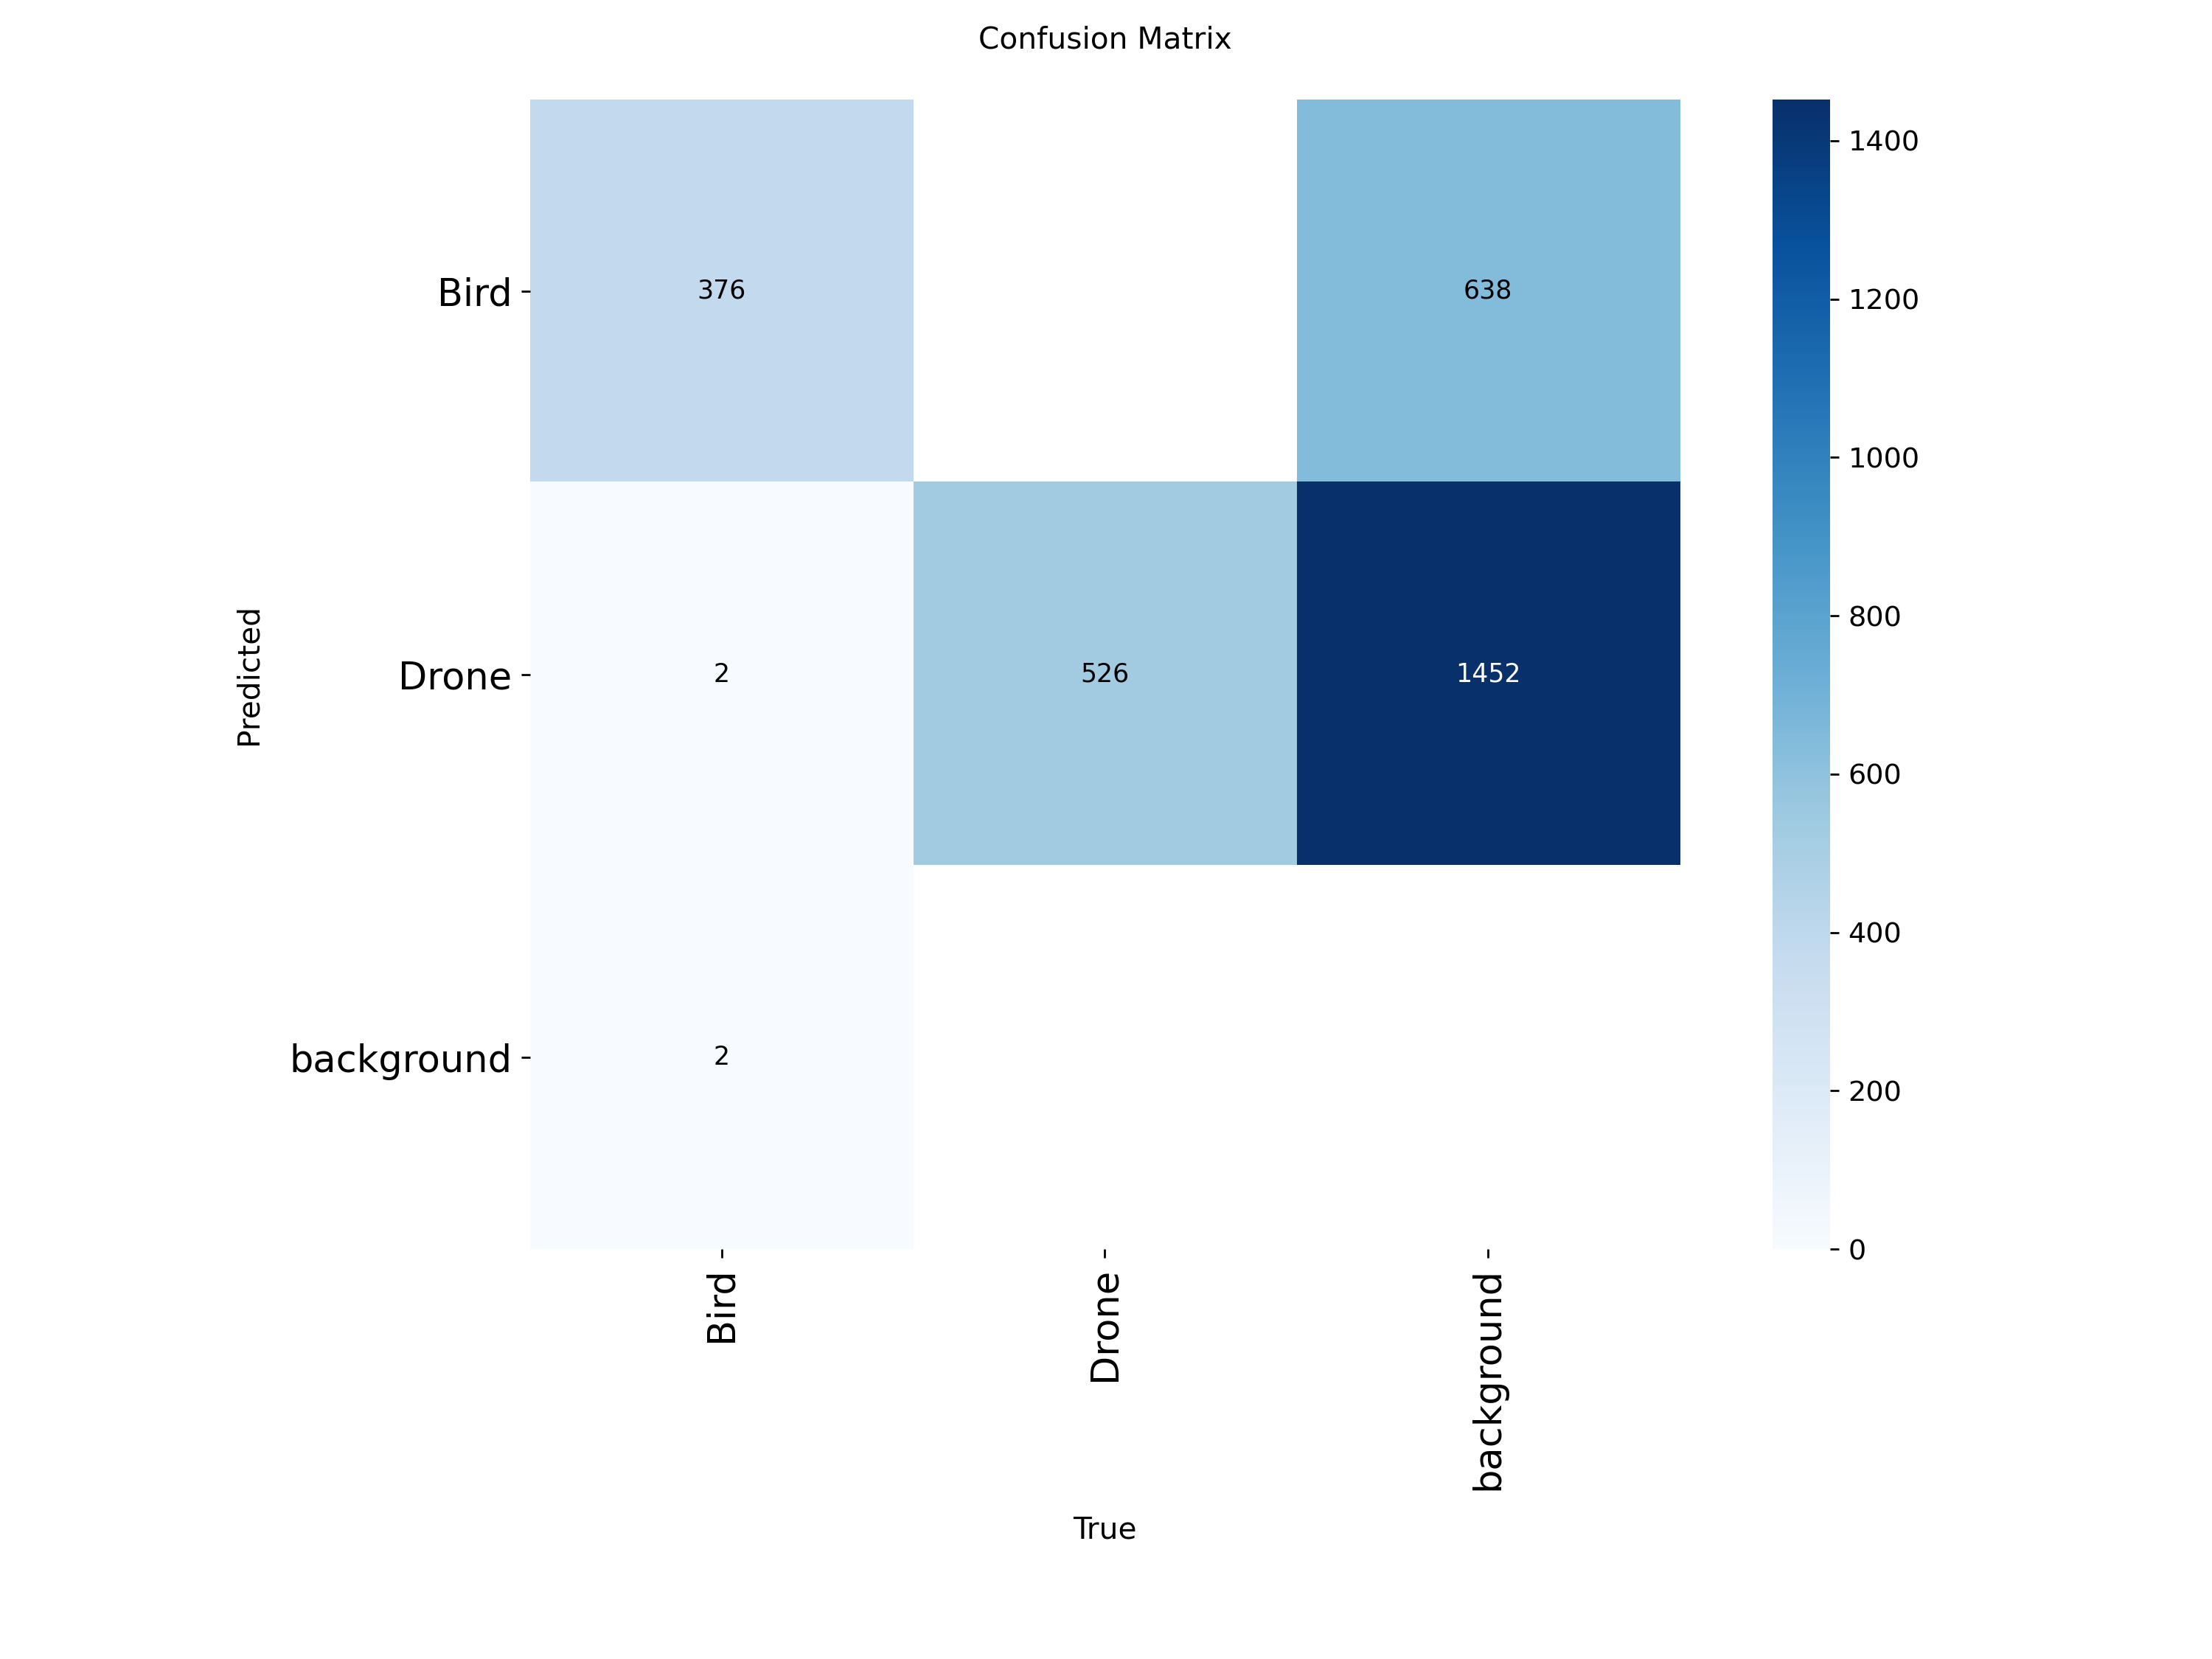 Confusion Matrix
Bird
376
638
Drone
2
526
1452
background
2
Predicted
Bird
Drone
background
True
1400
1200
1000
800
600
400
200
0